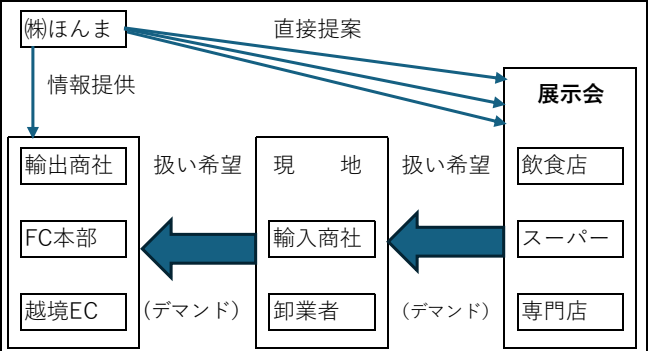 ㈱ほんま
直接提案
情報提供
展示会
輸出商社
扱い希望
現　地
扱い希望
飲食店
FC本部
輸入商社
スーパー
越境EC
(デマンド)
卸業者
(デマンド)
専門店